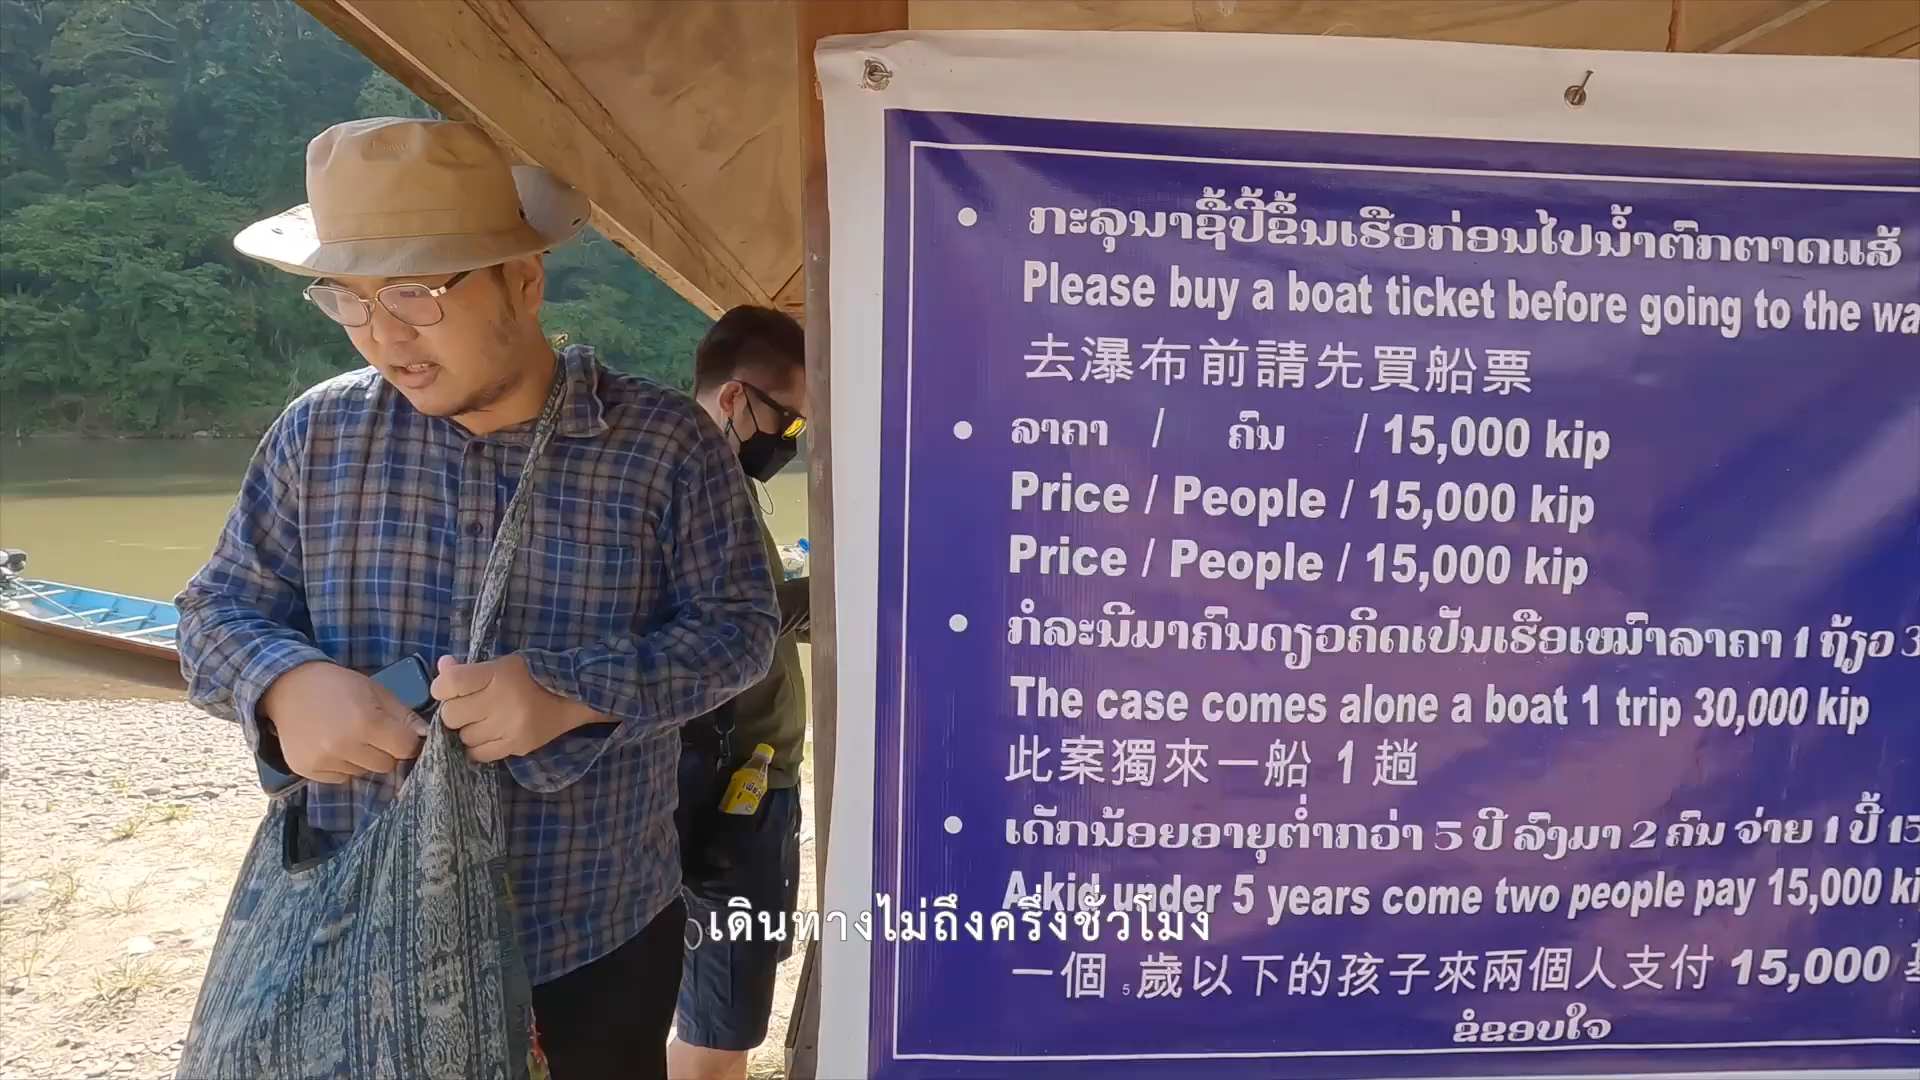 ກະລຸນາຊື້ປີ້ຂຶ້ນເຮືອກ່ອນໄປນ້ຳຕົກຕາດແສ້
Please buy a boat ticket before going to the wa
去瀑布前請先買船票
ລາຄາ / ຄົນ / 15,000 kip
Price / People / 15,000 kip
Price / People / 15,000 kip
ກໍລະນີມາຄົນດຽວຄິດເປັນເຮືອເໝົາລາຄາ 1 ຖ້ຽວ 3
The case comes alone a boat 1 trip 30,000 kip
此案獨來一船 1 趟
ເດັກນ້ອຍອາຍຸຕ່ຳກວ່າ 5 ປີ ລົງມາ 2 ຄົນ ຈ່າຍ 1 ປີ້ 15
A kid under 5 years come two people pay 15,000 ki
เดินทางไม่ถึงครึ่งชั่วโมง
一個 5 歲以下的孩子來兩個人支付 15,000
ຂໍຂອບໃຈ